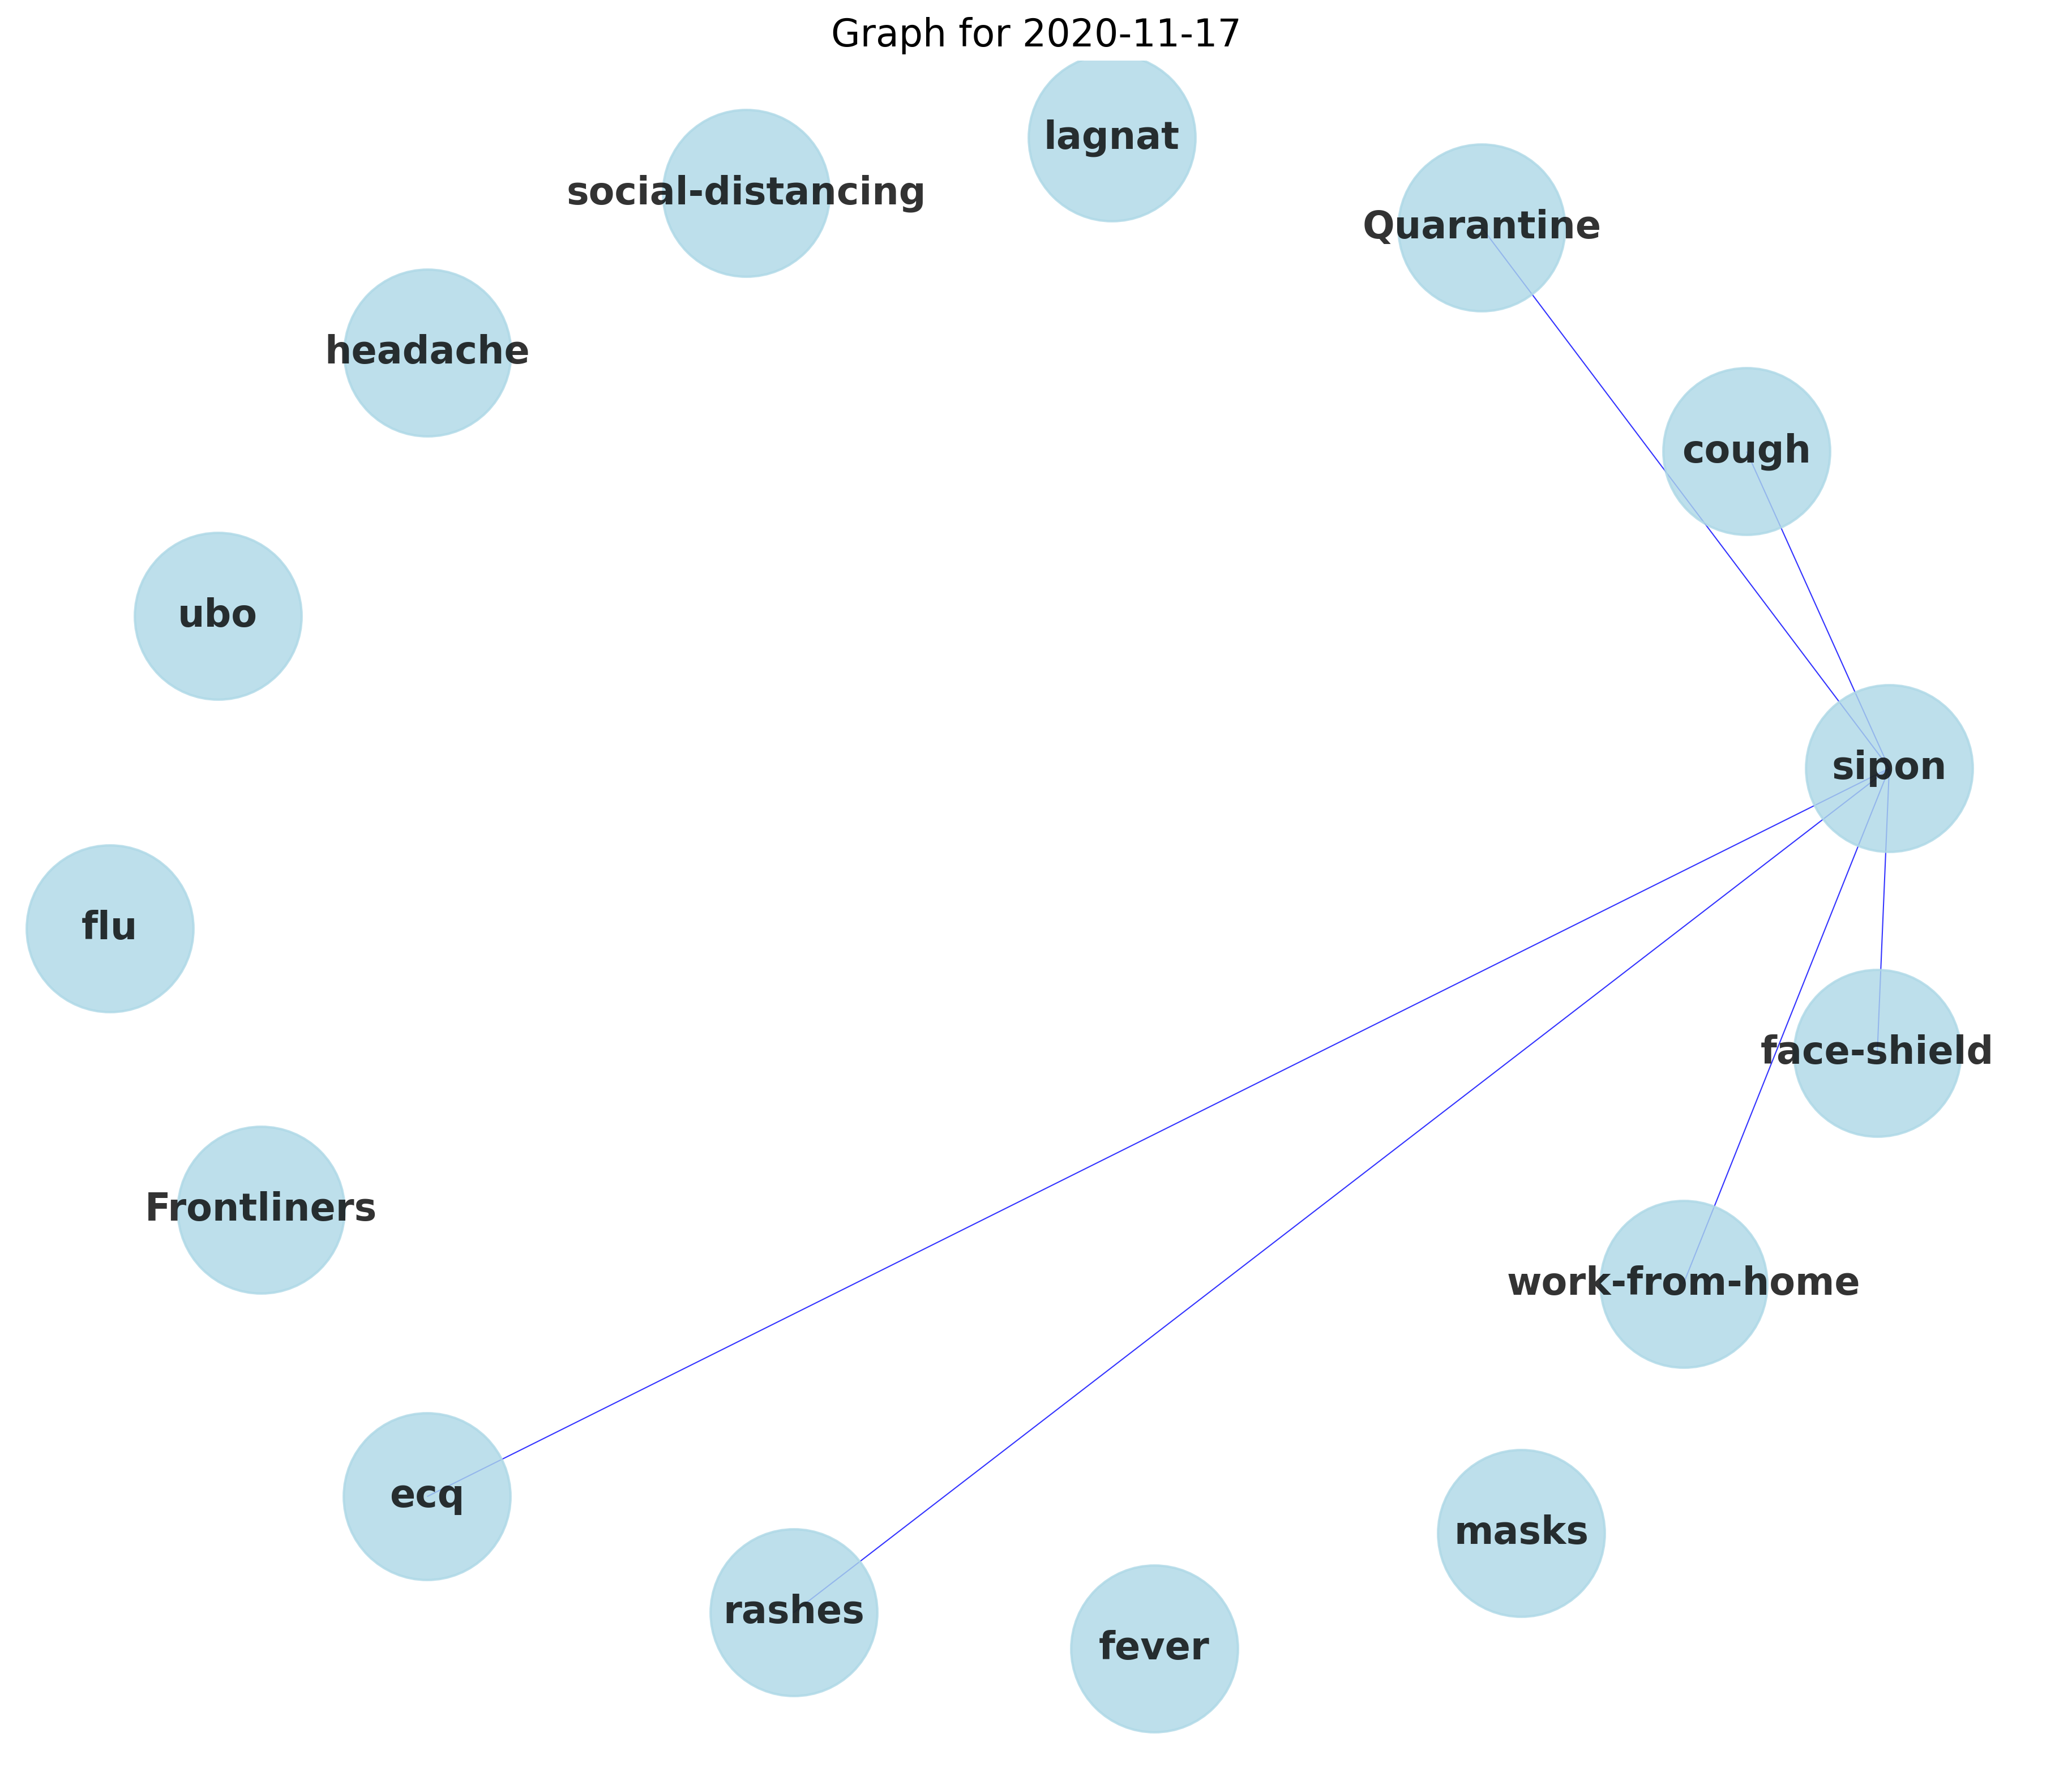 Graph for 2020-11-17
lagnat
social-distancing
Quarantine
headache
cough
ubo
sipon
flu
face-shield
Frontliners
work-from-home
ecq
masks
rashes
fever